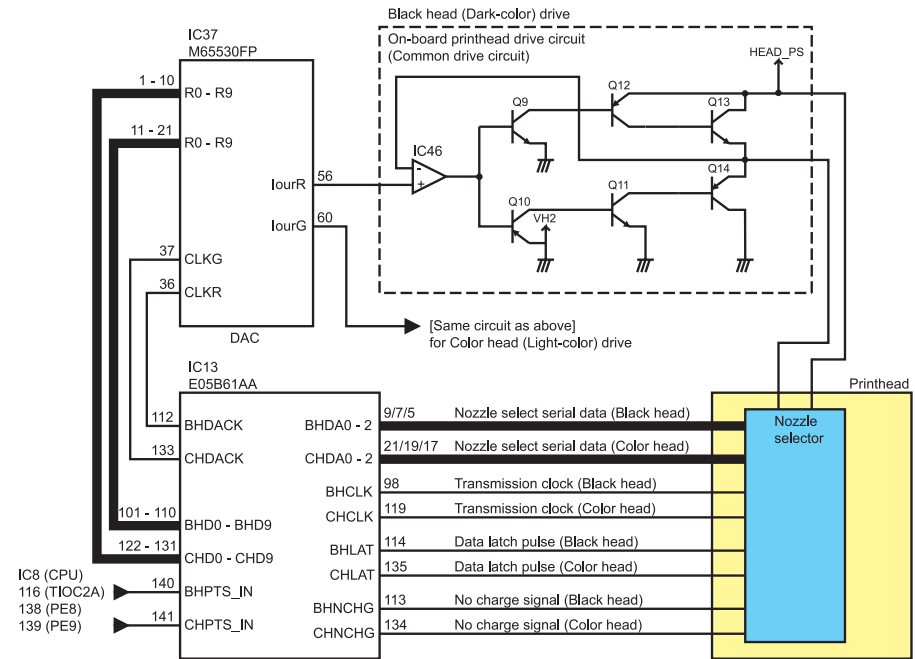 Black head (Dark-color) drive
On-board printhead drive circuit
(Common drive circuit)
HEAD_PS
Q9
Q12
Q13
IC46
-
+
Q10
VH2
Q11
Q14
IC37
M65530FP
1 - 10
R0 - R9
11 - 21
R0 - R9
IourR
56
IourG
60
37
CLKG
36
CLKR
DAC
[Same circuit as above]
for Color head (Light-color) drive
IC13
E05B61AA
112
BHDACK
133
CHDACK
101 - 110
BHD0 - BHD9
122 - 131
CHD0 - CHD9
IC8 (CPU)
116 (TIOC2A)
138 (PE8)
139 (PE9)
140
BHPTS_IN
141
CHPTS_IN
BHDA0 - 2
9/7/5
Nozzle select serial data (Black head)
CHDA0 - 2
21/19/17
Nozzle select serial data (Color head)
BHCLK
98
Transmission clock (Black head)
CHCLK
119
Transmission clock (Color head)
BHLAT
114
Data latch pulse (Black head)
CHLAT
135
Data latch pulse (Color head)
BHNCHG
113
No charge signal (Black head)
CHNCHG
134
No charge signal (Color head)
Printhead
Nozzle
selector